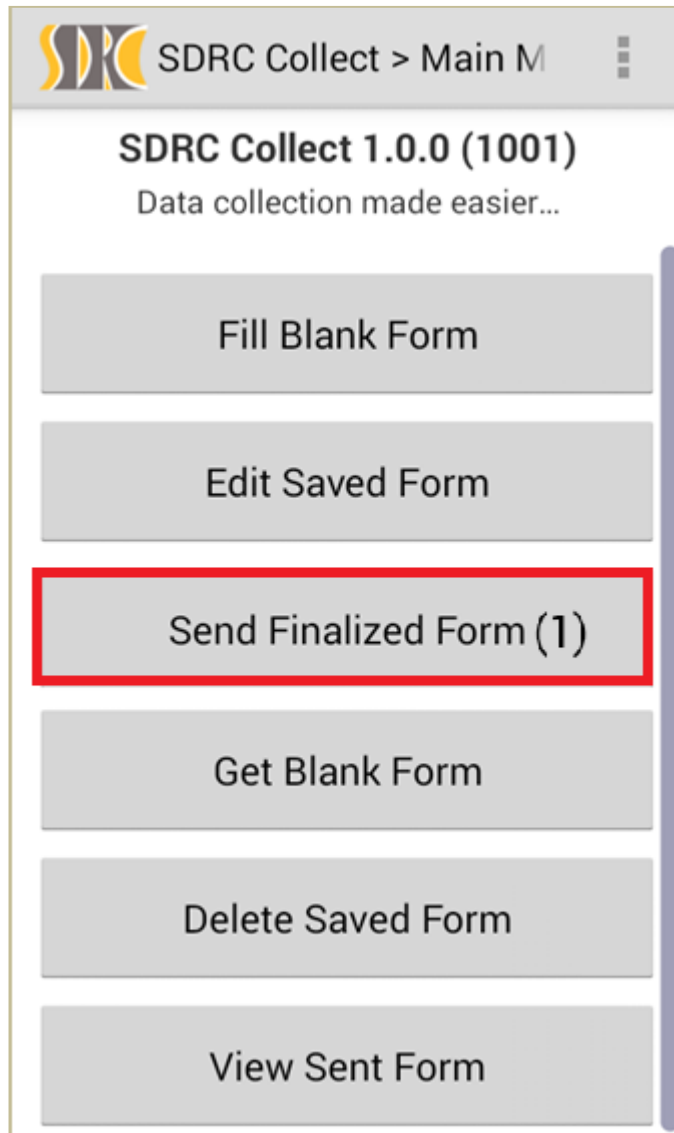 SDRC SDRC Collect > Main M
SDRC Collect 1.0.0 (1001)
Data collection made easier...
Fill Blank Form
Edit Saved Form
Send Finalized Form (1)
Get Blank Form
Delete Saved Form
View Sent Form